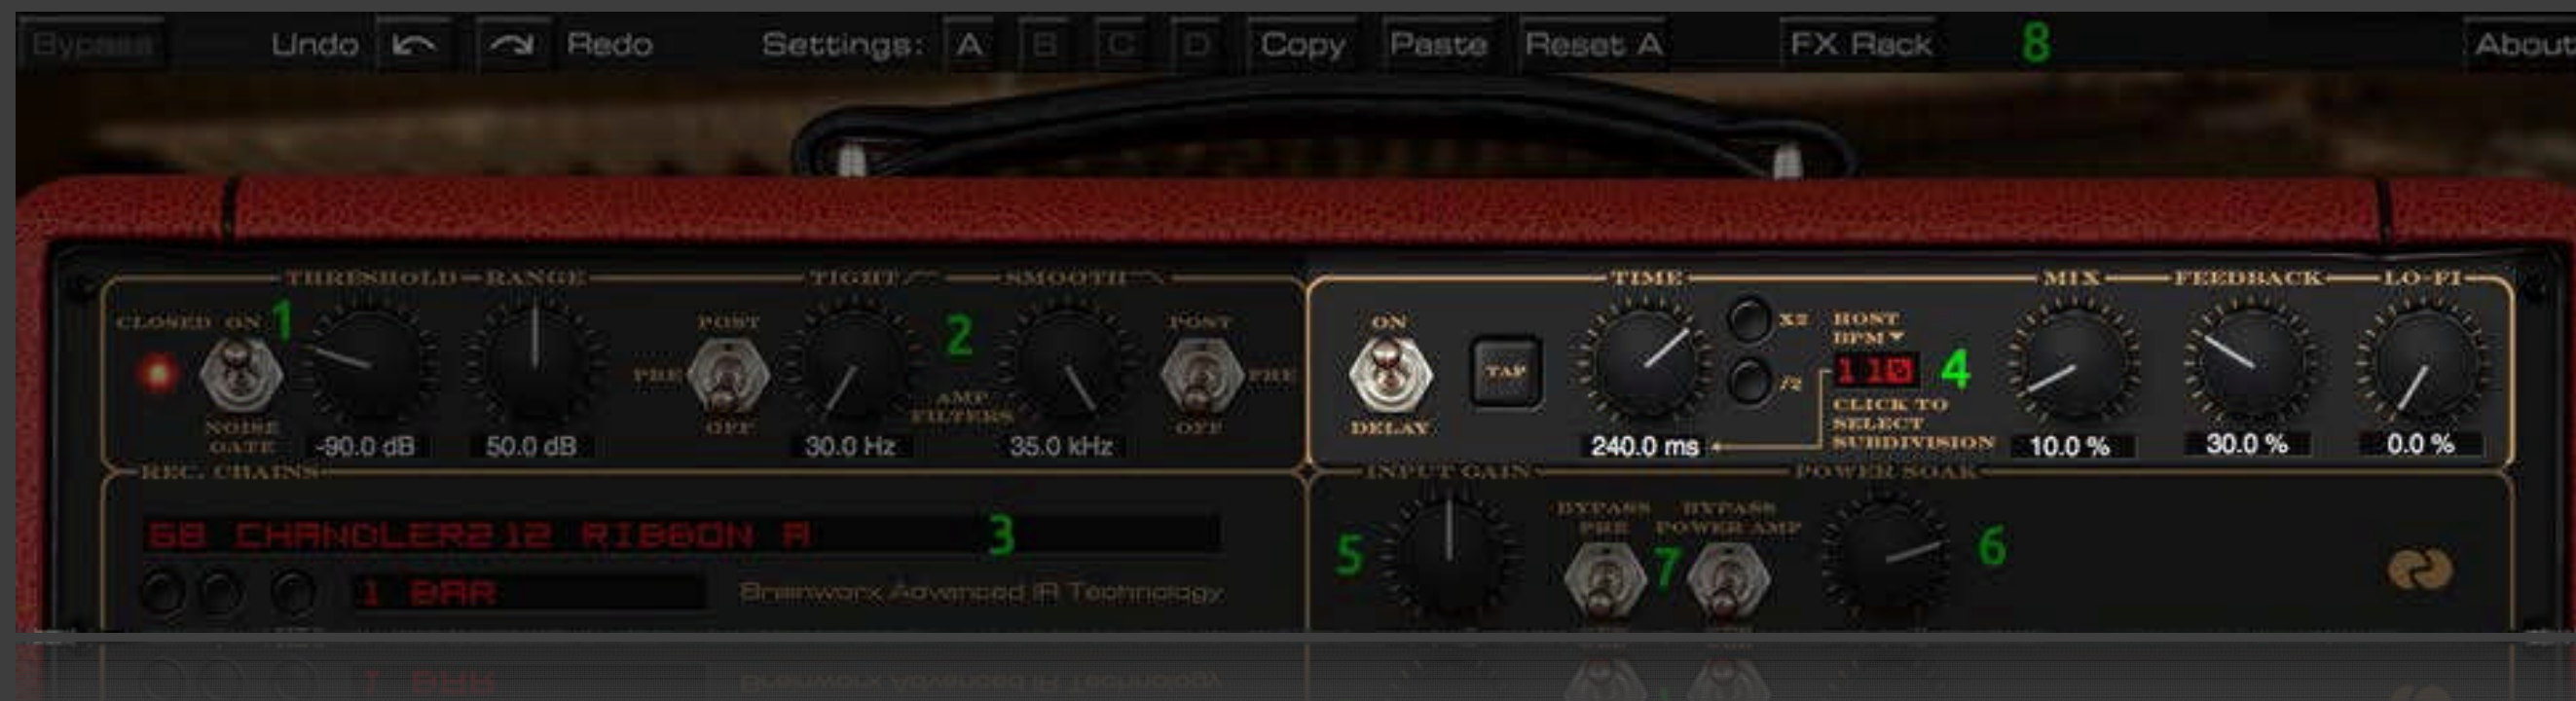 Bypass Undo Redo Settings: A B C D Copy Paste Reset A FX Rack 8 About
THRESHOLD RANGE TIGHT SMOOTH
CLOSED ON 1
NOISE
GATE
-90.0 dB 50.0 dB
POST
PRE
OFF
2
AMP
FILTERS
30.0 Hz 35.0 kHz
POST
PRE
OFF
TIME MIX FEEDBACK LO-FI
ON
DELAY
TAP
X2
/2
HOST
BPM
110 4
CLICK TO
SELECT
SUBDIVISION
240.0 ms 10.0 % 30.0 % 0.0 %
REC. CHAINS
68 CHANDLER212 RIBBON A 3
1 BAR
Brainworx Advanced IR Technology
INPUT GAIN POWER SOAK
5
BYPASS
PRE
7
BYPASS
POWER AMP
6